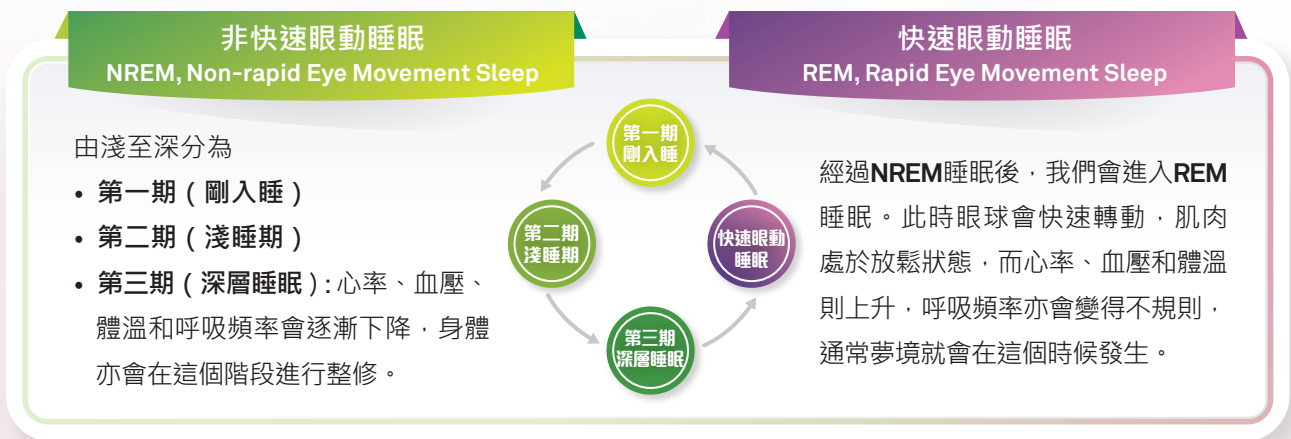 非快速眼動睡眠
NREM, Non-rapid Eye Movement Sleep
由淺至深分為
• 第一期（剛入睡）
• 第二期（淺睡期）
• 第三期（深層睡眠）: 心率、血壓、
體溫和呼吸頻率會逐漸下降，身體
亦會在這個階段進行整修。
第一期
剛入睡
第二期
淺睡期
第三期
深層睡眠
快速眼動
睡眠
快速眼動睡眠
REM, Rapid Eye Movement Sleep
經過NREM睡眠後，我們會進入REM
睡眠。此時眼球會快速轉動，肌肉
處於放鬆狀態，而心率、血壓和體溫
則上升，呼吸頻率亦會變得不規則，
通常夢境就會在這個時候發生。